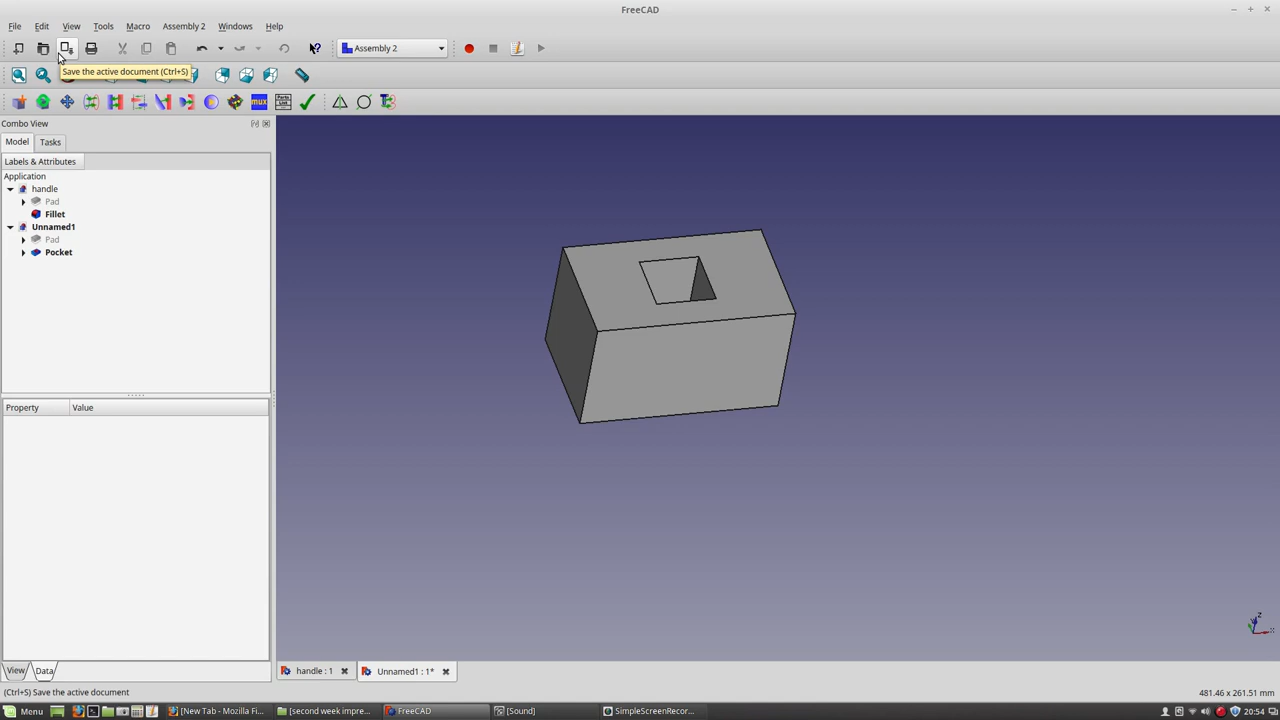 FreeCAD
File Edit View Tools Macro Assembly 2 Windows Help
Assembly 2
Save the active document (Ctrl+S)
mux
Parts List
Combo View
Model Tasks
Labels & Attributes
Application
handle
Pad
Fillet
Unnamed1
Pad
Pocket
Property Value
View Data
handle : 1 Unnamed1 : 1*
(Ctrl+S) Save the active document 481.46 x 261.51 mm
Menu [New Tab - Mozilla Fi... [second week impre... FreeCAD [Sound] SimpleScreenRecor... 20:54